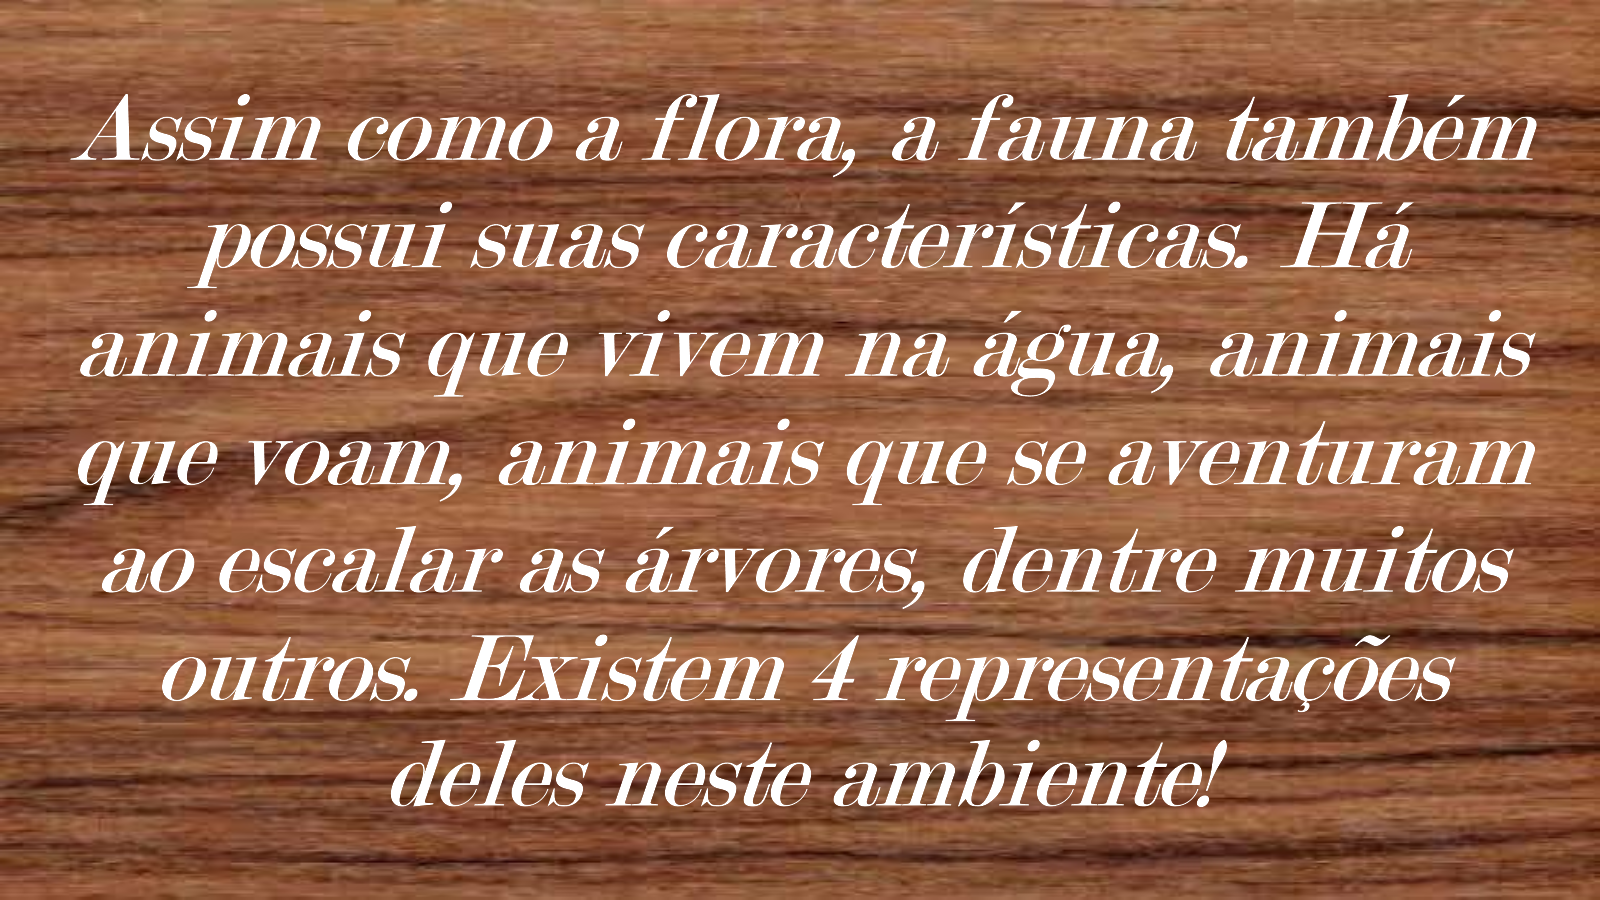 Assim como a flora, a fauna também
possui suas características. Há
animais que vivem na água, animais
que voam, animais que se aventuram
ao escalar as árvores, dentre muitos
outros. Existem 4 representações
deles neste ambiente!